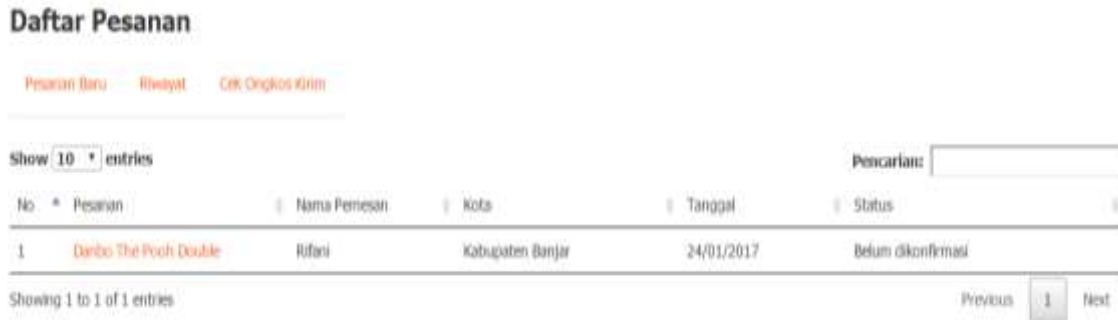 Daftar Pesanan
Pesanan Baru Riwayat Cek Ongkos Kirim
Show 10 entries Pencarian:
No Pesanan Nama Pemesan Kota Tanggal Status
1 Danbo The Pooh Double Rifani Kabupaten Banjar 24/01/2017 Belum dikonfirmasi
Showing 1 to 1 of 1 entries Previous 1 Next